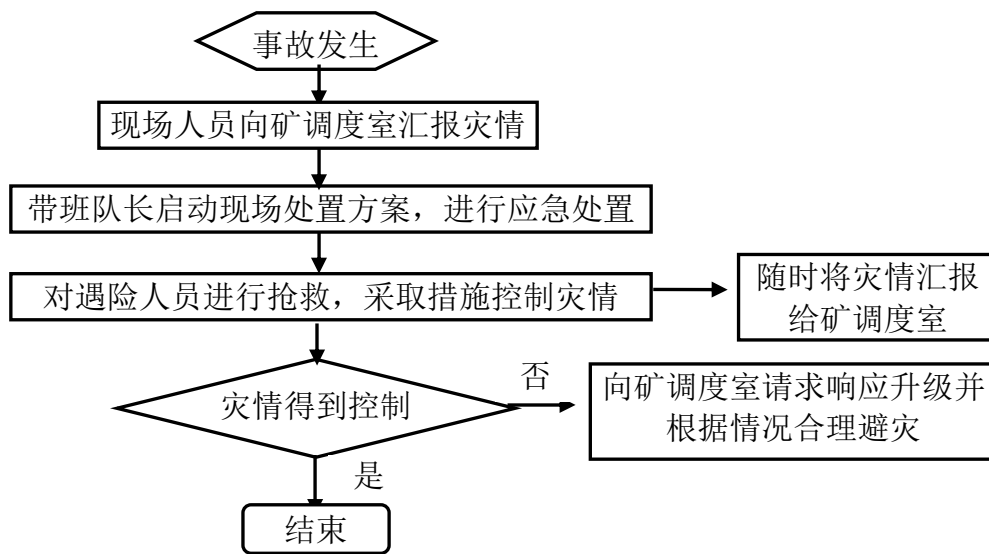 事故发生
现场人员向矿调度室汇报灾情
带班队长启动现场处置方案，进行应急处置
对遇险人员进行抢救，采取措施控制灾情
随时将灾情汇报
给矿调度室
灾情得到控制
否
向矿调度室请求响应升级并
根据情况合理避灾
是
结束